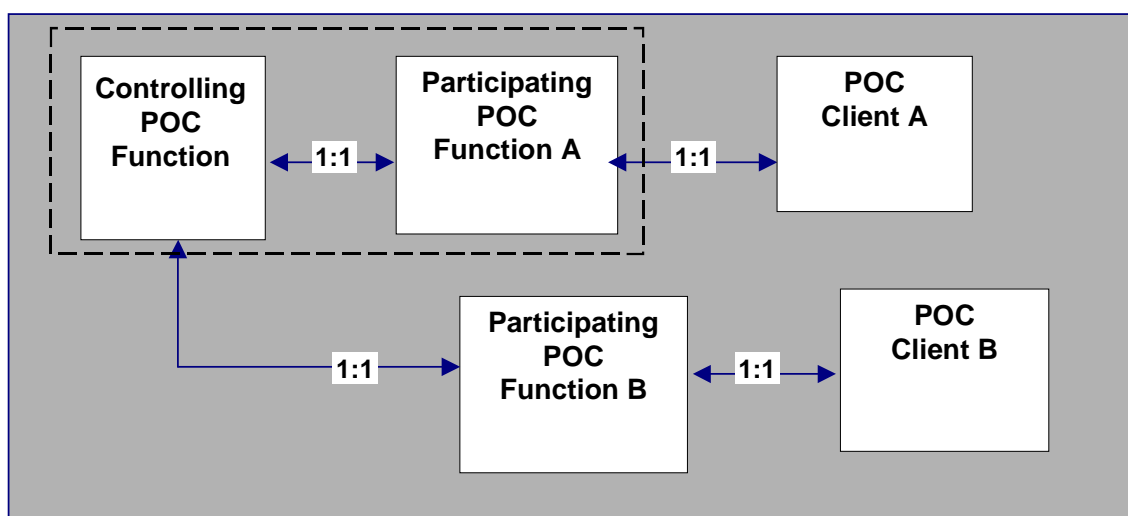 Controlling
POC
Function
1:1
Participating
POC
Function A
1:1
POC
Client A
1:1
Participating
POC
Function B
1:1
POC
Client B